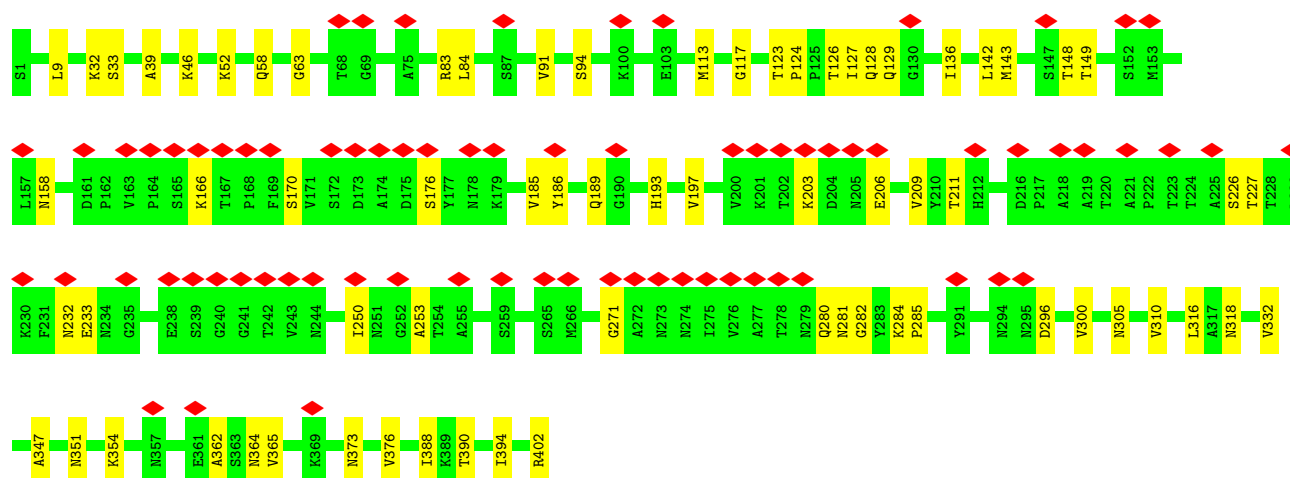 S1 L9 K32 S33 A39 K46 K52 Q58 G63 T68 G69 A75 R83 L84 S87 V91 S94 K100 E103 M113 G117 T123 P124 P125 T126 I127 Q128 Q129 G130 I136 L142 M143 S147 T148 T149 S152 M153
L157 N158 D161 P162 V163 P164 S165 K166 T167 P168 F169 S170 V171 S172 D173 A174 D175 S176 Y177 N178 K179 V185 Y186 Q189 G190 H193 V197 V200 K201 T202 K203 D204 N205 E206 V209 Y210 T211 H212 D216 P217 A218 A219 T220 A221 P222 T223 T224 A225 S226 T227 T228
K230 F231 N232 E233 N234 G235 E238 S239 G240 G241 T242 V243 N244 I250 N251 G252 A253 T254 A255 S259 S265 M266 G271 A272 N273 N274 I275 V276 A277 T278 N279 Q280 N281 G282 Y283 K284 P285 Y291 N294 N295 D296 V300 N305 V310 L316 A317 N318 V332
A347 N351 K354 N357 E361 A362 S363 N364 V365 K369 N373 V376 I388 K389 T390 I394 R402